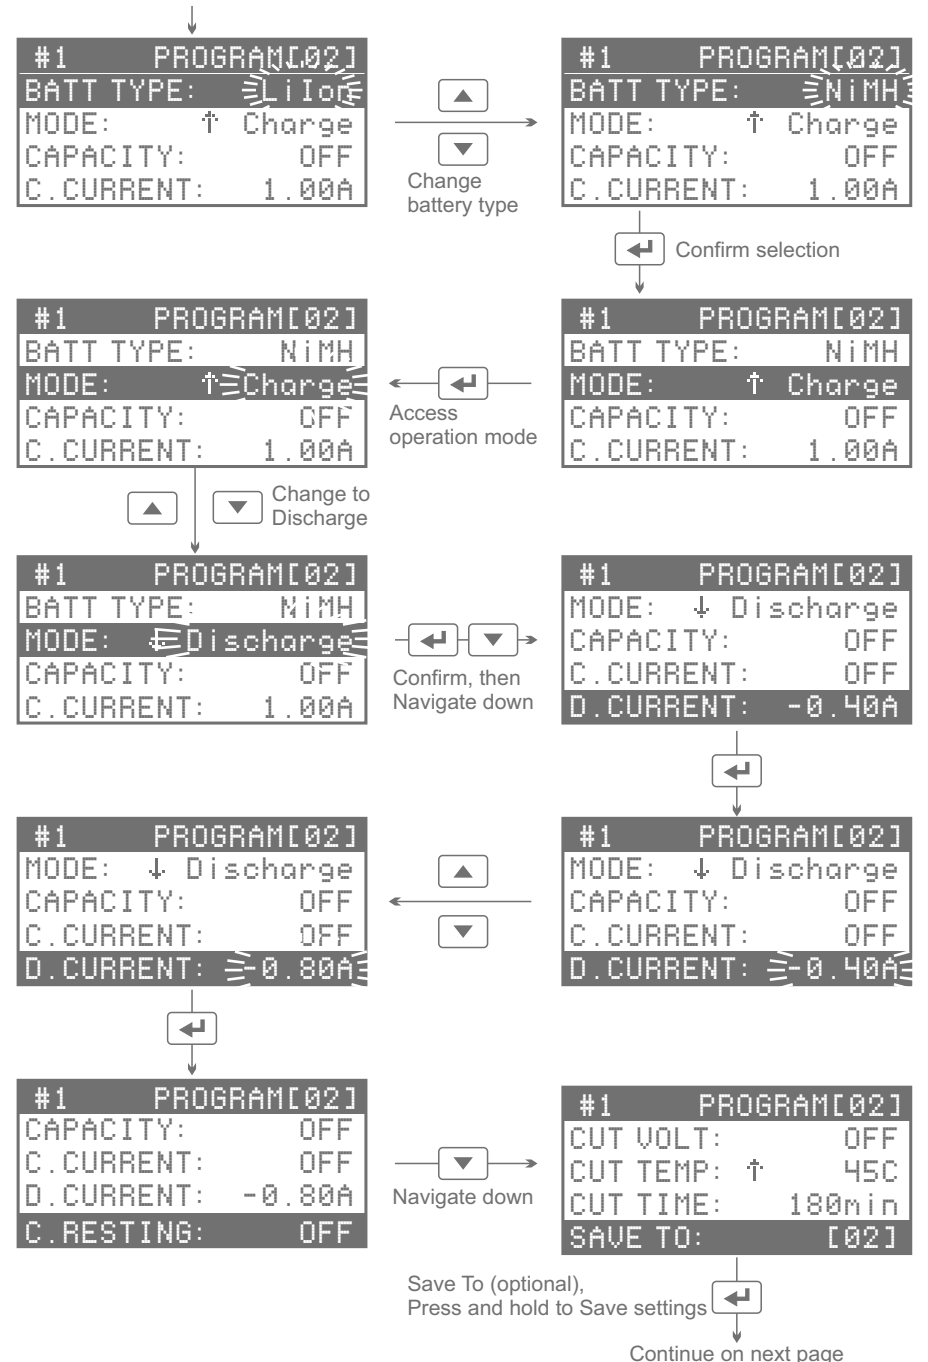 #1 PROGRAM[02]
BATT TYPE: LiIon
MODE: ↑ Charge
CAPACITY: OFF
C.CURRENT: 1.00A
Change
battery type
#1 PROGRAM[02]
BATT TYPE: NiMH
MODE: ↑ Charge
CAPACITY: OFF
C.CURRENT: 1.00A
Confirm selection
#1 PROGRAM[02]
BATT TYPE: NiMH
MODE: ↑ Charge
CAPACITY: OFF
C.CURRENT: 1.00A
Access
operation mode
#1 PROGRAM[02]
BATT TYPE: NiMH
MODE: ↑ Charge
CAPACITY: OFF
C.CURRENT: 1.00A
Change to
Discharge
#1 PROGRAM[02]
BATT TYPE: NiMH
MODE: ↓ Discharge
CAPACITY: OFF
C.CURRENT: 1.00A
Confirm, then
Navigate down
#1 PROGRAM[02]
MODE: ↓ Discharge
CAPACITY: OFF
C.CURRENT: OFF
D.CURRENT: -0.40A
#1 PROGRAM[02]
MODE: ↓ Discharge
CAPACITY: OFF
C.CURRENT: OFF
D.CURRENT: -0.40A
#1 PROGRAM[02]
MODE: ↓ Discharge
CAPACITY: OFF
C.CURRENT: OFF
D.CURRENT: -0.80A
#1 PROGRAM[02]
CAPACITY: OFF
C.CURRENT: OFF
D.CURRENT: -0.80A
C.RESTING: OFF
Navigate down
#1 PROGRAM[02]
CUT VOLT: OFF
CUT TEMP: ↑ 45C
CUT TIME: 180min
SAVE TO: [02]
Save To (optional),
Press and hold to Save settings
Continue on next page